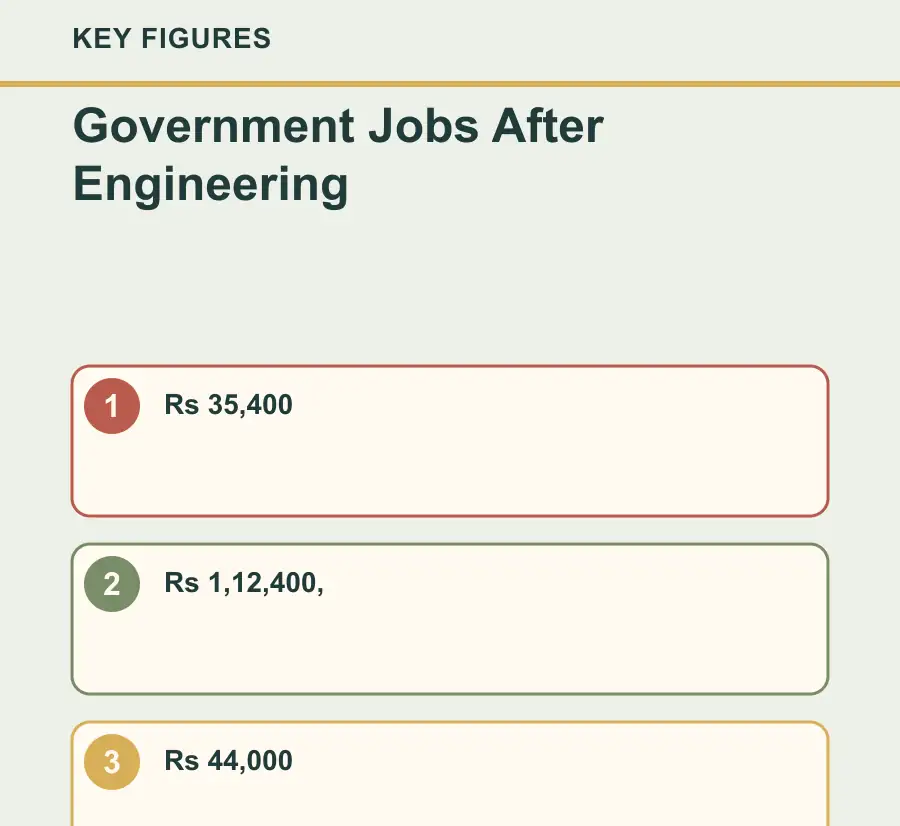 KEY FIGURES
Government Jobs After
Engineering
1 Rs 35,400
2 Rs 1,12,400,
3 Rs 44,000